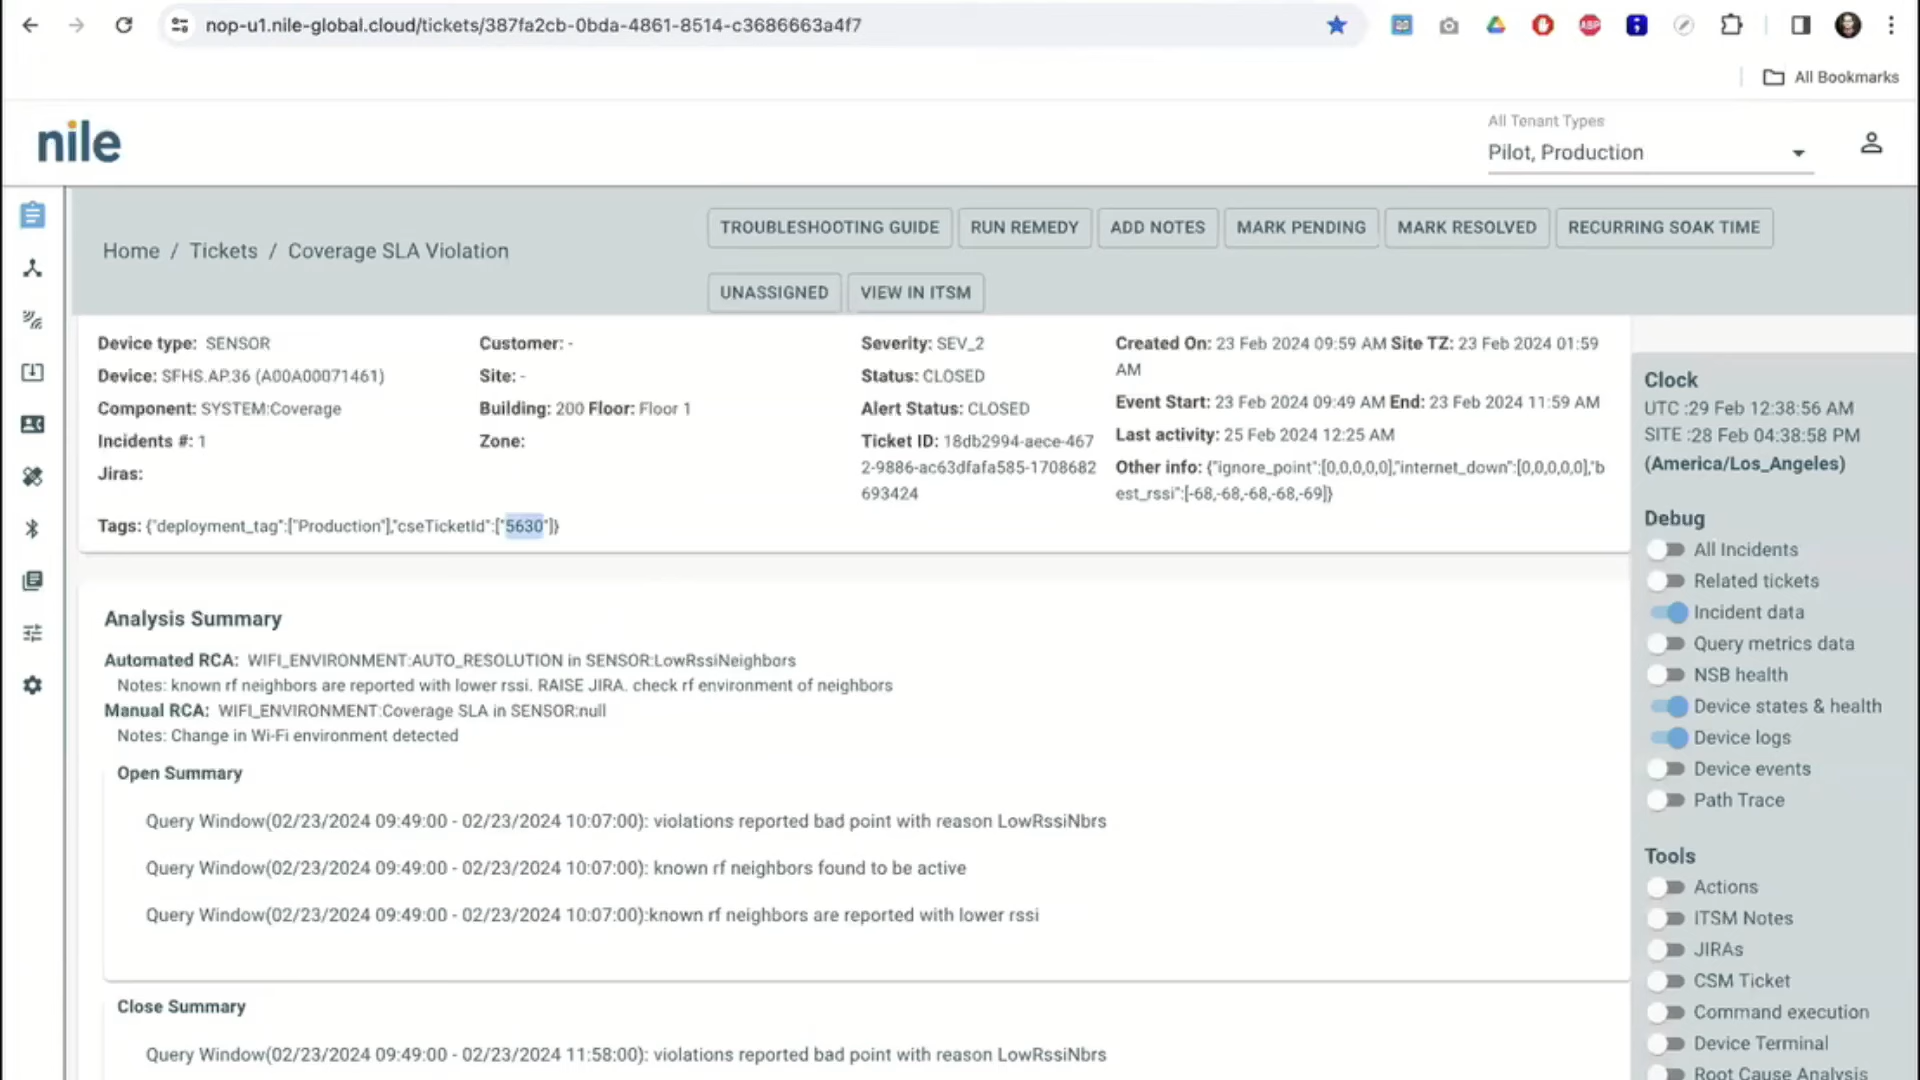 nop-u1.nile-global.cloud/tickets/387fa2cb-0bda-4861-8514-c3686663a4f7
ABP
All Bookmarks
nile
All Tenant Types
Pilot, Production
Home / Tickets / Coverage SLA Violation
TROUBLESHOOTING GUIDE
RUN REMEDY
ADD NOTES
MARK PENDING
MARK RESOLVED
RECURRING SOAK TIME
UNASSIGNED
VIEW IN ITSM
Device type: SENSOR
Device: SFHS.AP.36 (A00A00071461)
Component: SYSTEM:Coverage
Incidents #: 1
Jiras:
Customer: -
Site: -
Building: 200 Floor: Floor 1
Zone:
Severity: SEV_2
Status: CLOSED
Alert Status: CLOSED
Ticket ID: 18db2994-aece-467
2-9886-ac63dfafa585-1708682
693424
Created On: 23 Feb 2024 09:59 AM Site TZ: 23 Feb 2024 01:59
AM
Event Start: 23 Feb 2024 09:49 AM End: 23 Feb 2024 11:59 AM
Last activity: 25 Feb 2024 12:25 AM
Other info: {"ignore_point":[0,0,0,0,0],"internet_down":[0,0,0,0,0],"b
est_rssi":[-68,-68,-68,-68,-69]}
Tags: {"deployment_tag":["Production"],"cseTicketId":["5630"]}
Analysis Summary
Automated RCA: WIFI_ENVIRONMENT:AUTO_RESOLUTION in SENSOR:LowRssiNeighbors
Notes: known rf neighbors are reported with lower rssi. RAISE JIRA. check rf environment of neighbors
Manual RCA: WIFI_ENVIRONMENT:Coverage SLA in SENSOR:null
Notes: Change in Wi-Fi environment detected
Open Summary
Query Window(02/23/2024 09:49:00 - 02/23/2024 10:07:00): violations reported bad point with reason LowRssiNbrs
Query Window(02/23/2024 09:49:00 - 02/23/2024 10:07:00): known rf neighbors found to be active
Query Window(02/23/2024 09:49:00 - 02/23/2024 10:07:00):known rf neighbors are reported with lower rssi
Close Summary
Query Window(02/23/2024 09:49:00 - 02/23/2024 11:58:00): violations reported bad point with reason LowRssiNbrs
Clock
UTC :29 Feb 12:38:56 AM
SITE :28 Feb 04:38:58 PM
(America/Los_Angeles)
Debug
All Incidents
Related tickets
Incident data
Query metrics data
NSB health
Device states & health
Device logs
Device events
Path Trace
Tools
Actions
ITSM Notes
JIRAs
CSM Ticket
Command execution
Device Terminal
Root Cause Analysis